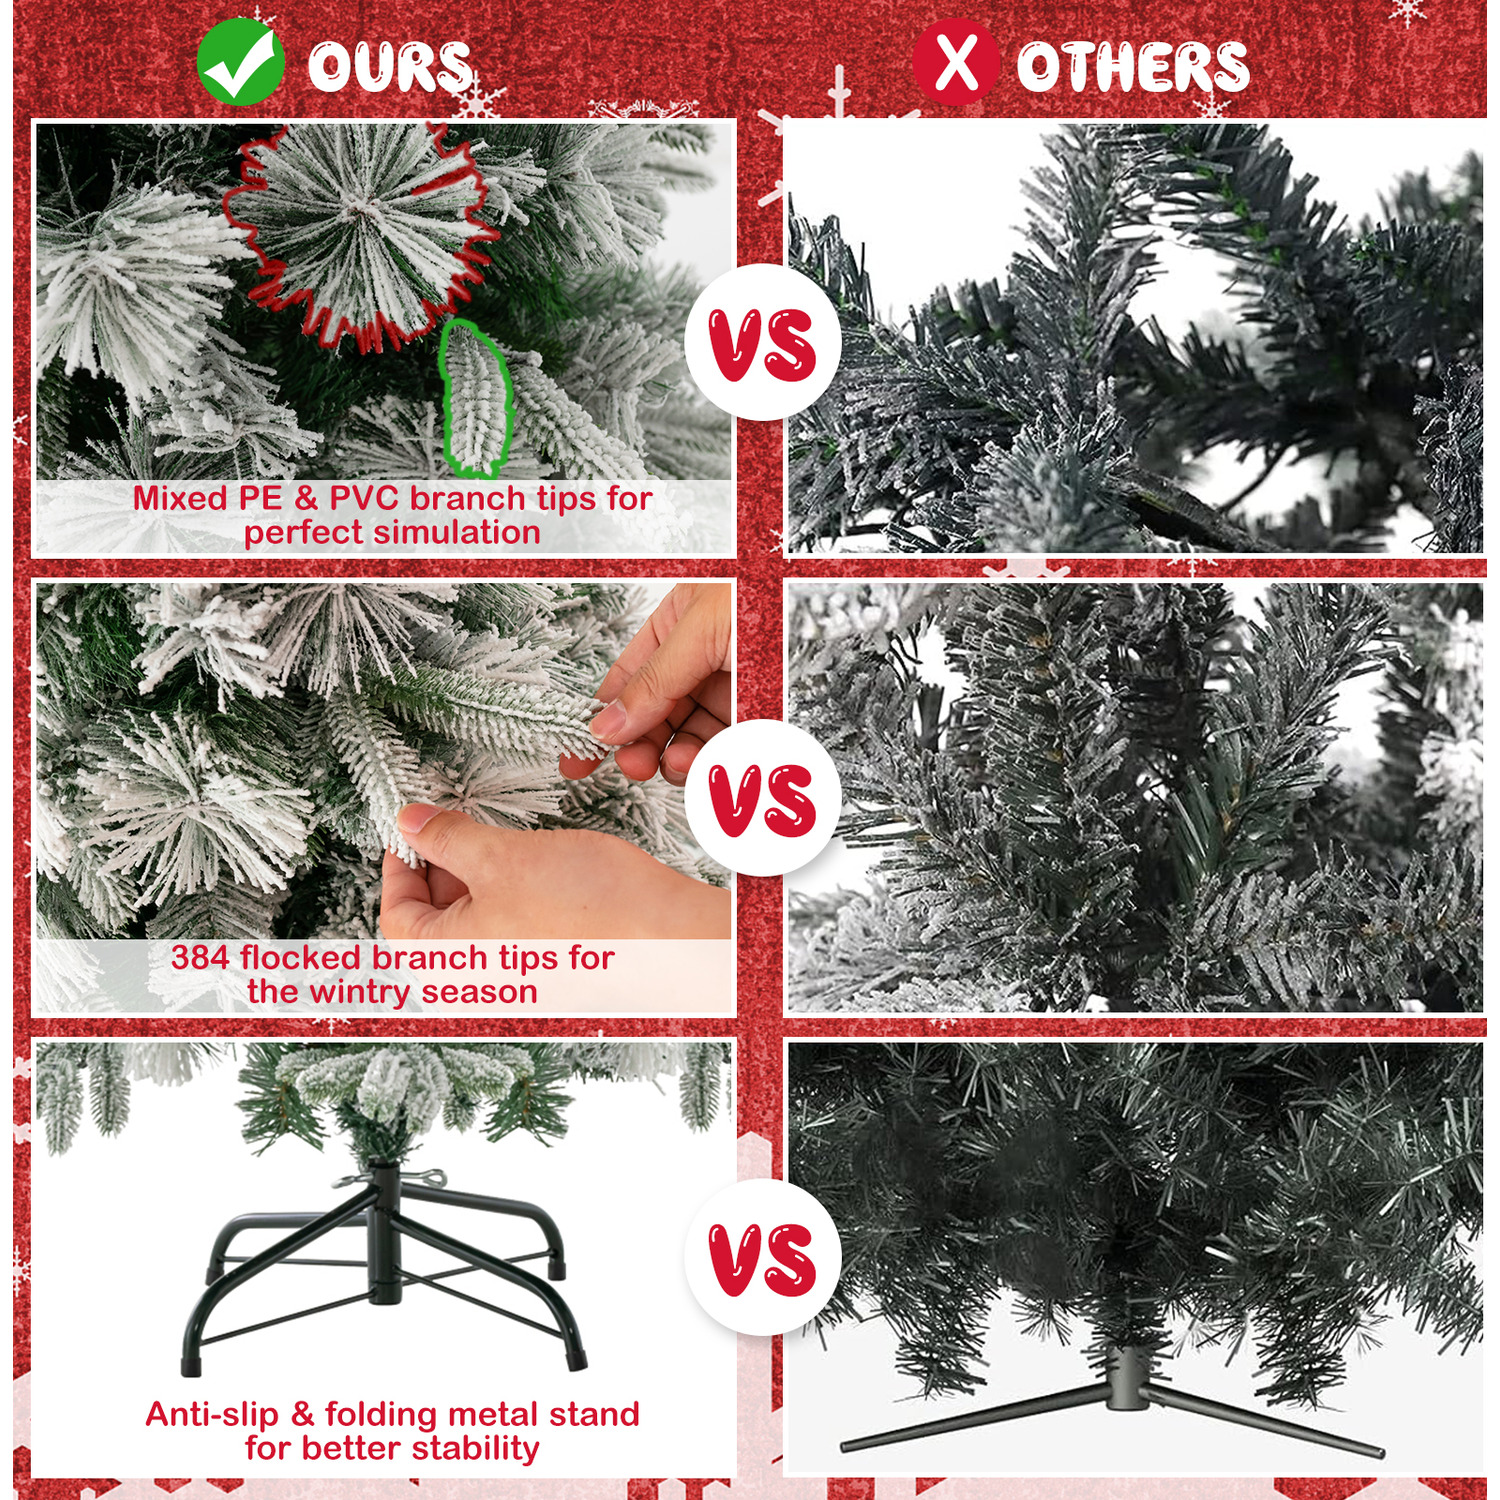 OURS
OTHERS
VS
Mixed PE & PVC branch tips for
perfect simulation
VS
384 flocked branch tips for
the wintry season
VS
Anti-slip & folding metal stand
for better stability